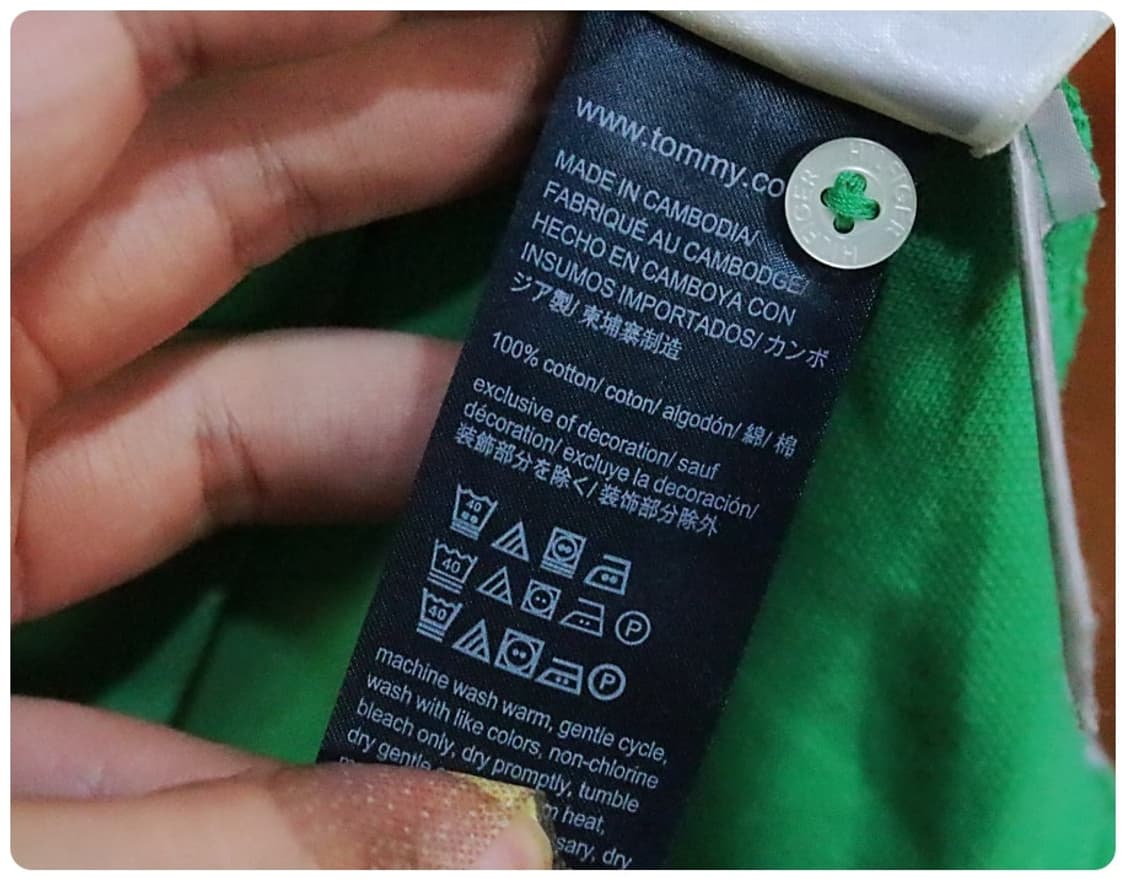 www.tommy.co
MADE IN CAMBODIA/
FABRIQUÉ AU CAMBODGE/
HECHO EN CAMBOYA CON
INSUMOS IMPORTADOS/ カンボ
ジア製/ 柬埔寨制造
100% cotton/ coton/ algodón/ 綿/ 棉
exclusive of decoration/ sauf
décoration/ excluye la decoración/
装飾部分を除く/ 装饰部分除外
40
40
P
40
P
machine wash warm, gentle cycle,
wash with like colors, non-chlorine
bleach only, dry promptly, tumble
dry gentle
heat,
dry
HILFIGER
HILFIGER